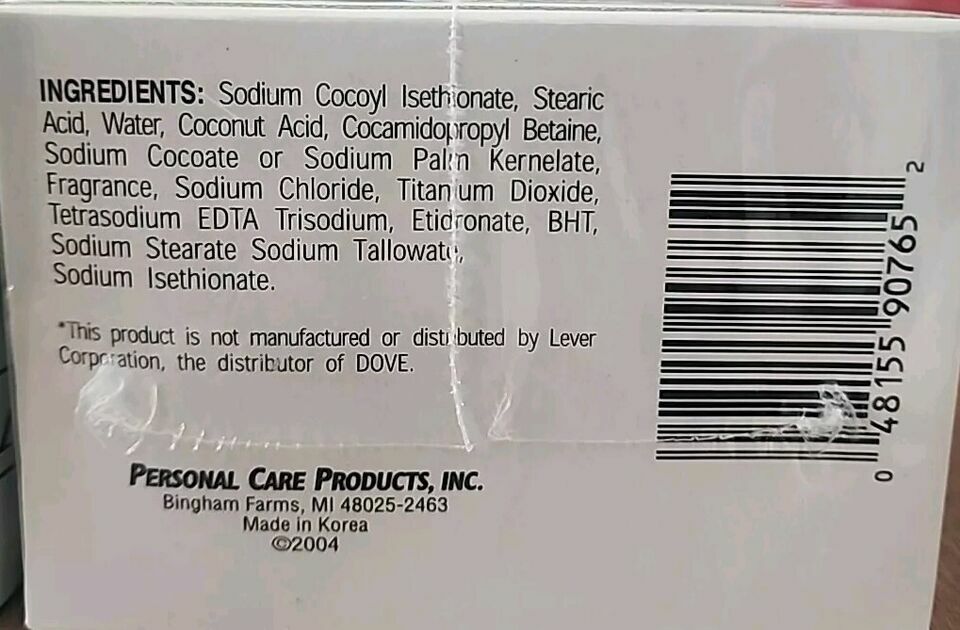 INGREDIENTS: Sodium Cocoyl Isethionate, Stearic
Acid, Water, Coconut Acid, Cocamidopropyl Betaine,
Sodium Cocoate or Sodium Palm Kernelate,
Fragrance, Sodium Chloride, Titanium Dioxide,
Tetrasodium EDTA Trisodium, Etidronate, BHT,
Sodium Stearate Sodium Tallowate,
Sodium Isethionate.
*This product is not manufactured or distributed by Lever
Corporation, the distributor of DOVE.
PERSONAL CARE PRODUCTS, INC.
Bingham Farms, MI 48025-2463
Made in Korea
©2004
0 48155 90765 2